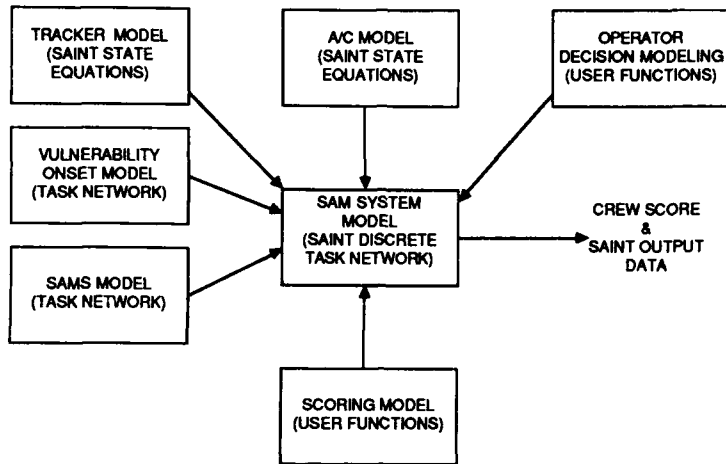 TRACKER MODEL
(SAINT STATE
EQUATIONS)
A/C MODEL
(SAINT STATE
EQUATIONS)
OPERATOR
DECISION MODELING
(USER FUNCTIONS)
VULNERABILITY
ONSET MODEL
(TASK NETWORK)
SAM SYSTEM
MODEL
(SAINT DISCRETE
TASK NETWORK)
CREW SCORE
&
SAINT OUTPUT
DATA
SAMS MODEL
(TASK NETWORK)
SCORING MODEL
(USER FUNCTIONS)